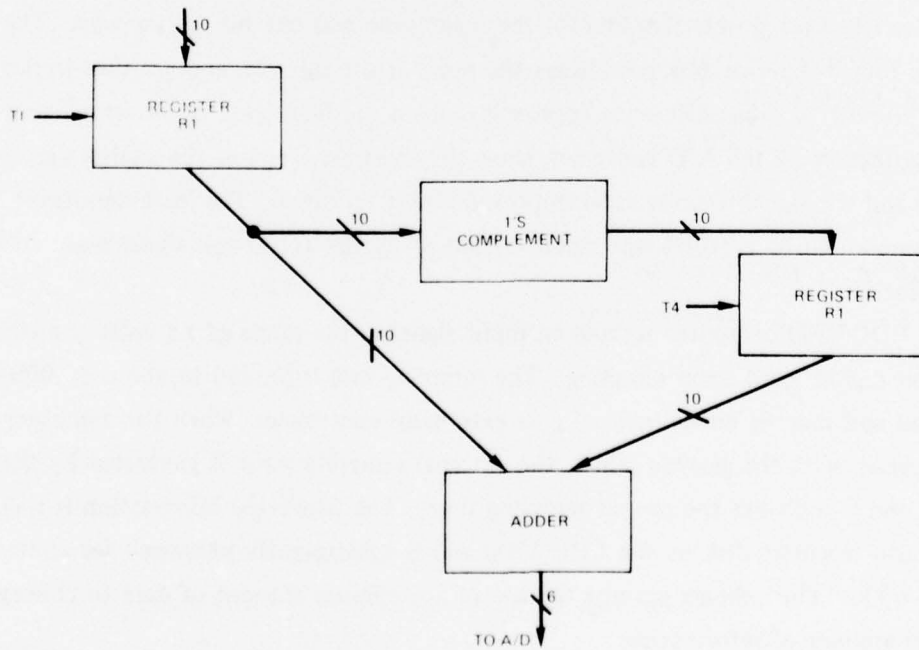 10
REGISTER
R1
T1
10
1'S
COMPLEMENT
10
REGISTER
R1
T4
10
10
ADDER
6
TO A/D